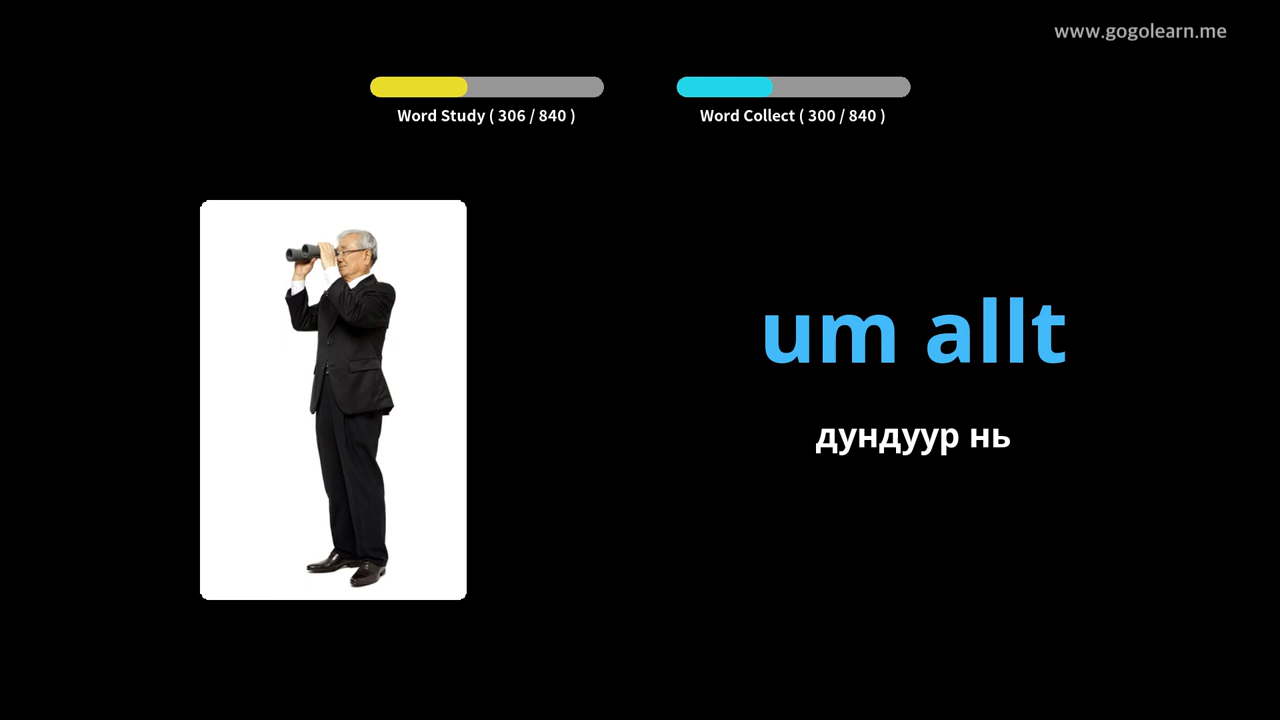 www.gogolearn.me
Word Study ( 306 / 840 )
Word Collect ( 300 / 840 )
um allt
дундуур нь